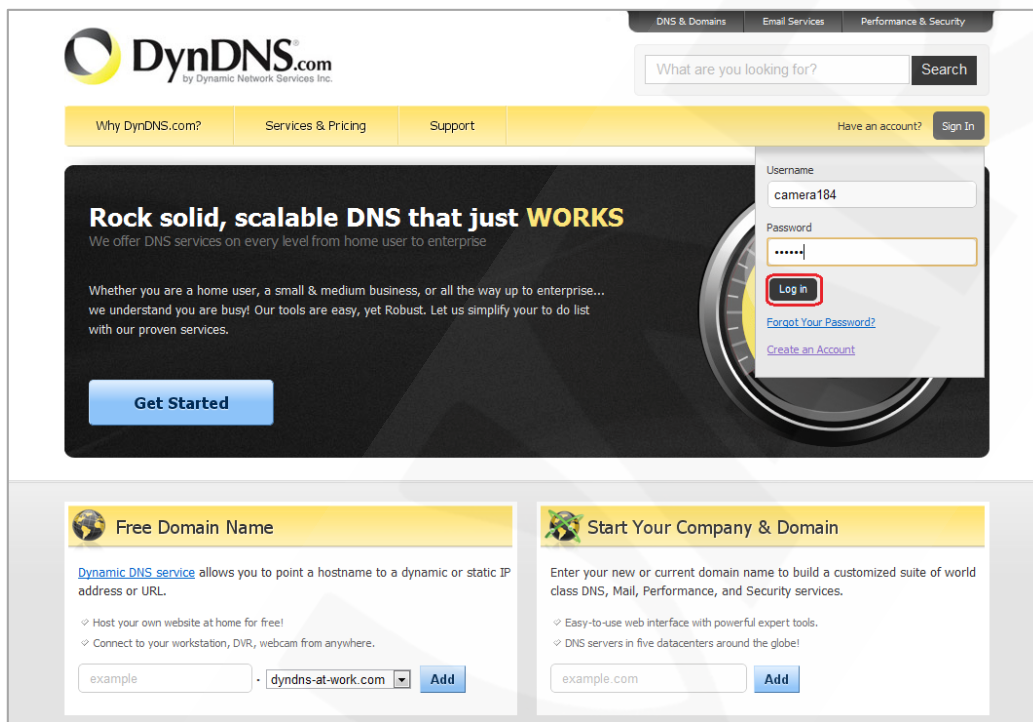 DNS & Domains
Email Services
Performance & Security
DynDNS.com
by Dynamic Network Services Inc.
What are you looking for?
Search
Why DynDNS.com?
Services & Pricing
Support
Have an account?
Sign In
Username
camera184
Password
••••••
Log in
Forgot Your Password?
Create an Account
Rock solid, scalable DNS that just WORKS
We offer DNS services on every level from home user to enterprise
Whether you are a home user, a small & medium business, or all the way up to enterprise...
we understand you are busy! Our tools are easy, yet Robust. Let us simplify your to do list
with our proven services.
Get Started
Free Domain Name
Dynamic DNS service allows you to point a hostname to a dynamic or static IP
address or URL.
Host your own website at home for free!
Connect to your workstation, DVR, webcam from anywhere.
example
. dyndns-at-work.com
Add
Start Your Company & Domain
Enter your new or current domain name to build a customized suite of world
class DNS, Mail, Performance, and Security services.
Easy-to-use web interface with powerful expert tools.
DNS servers in five datacenters around the globe!
example.com
Add